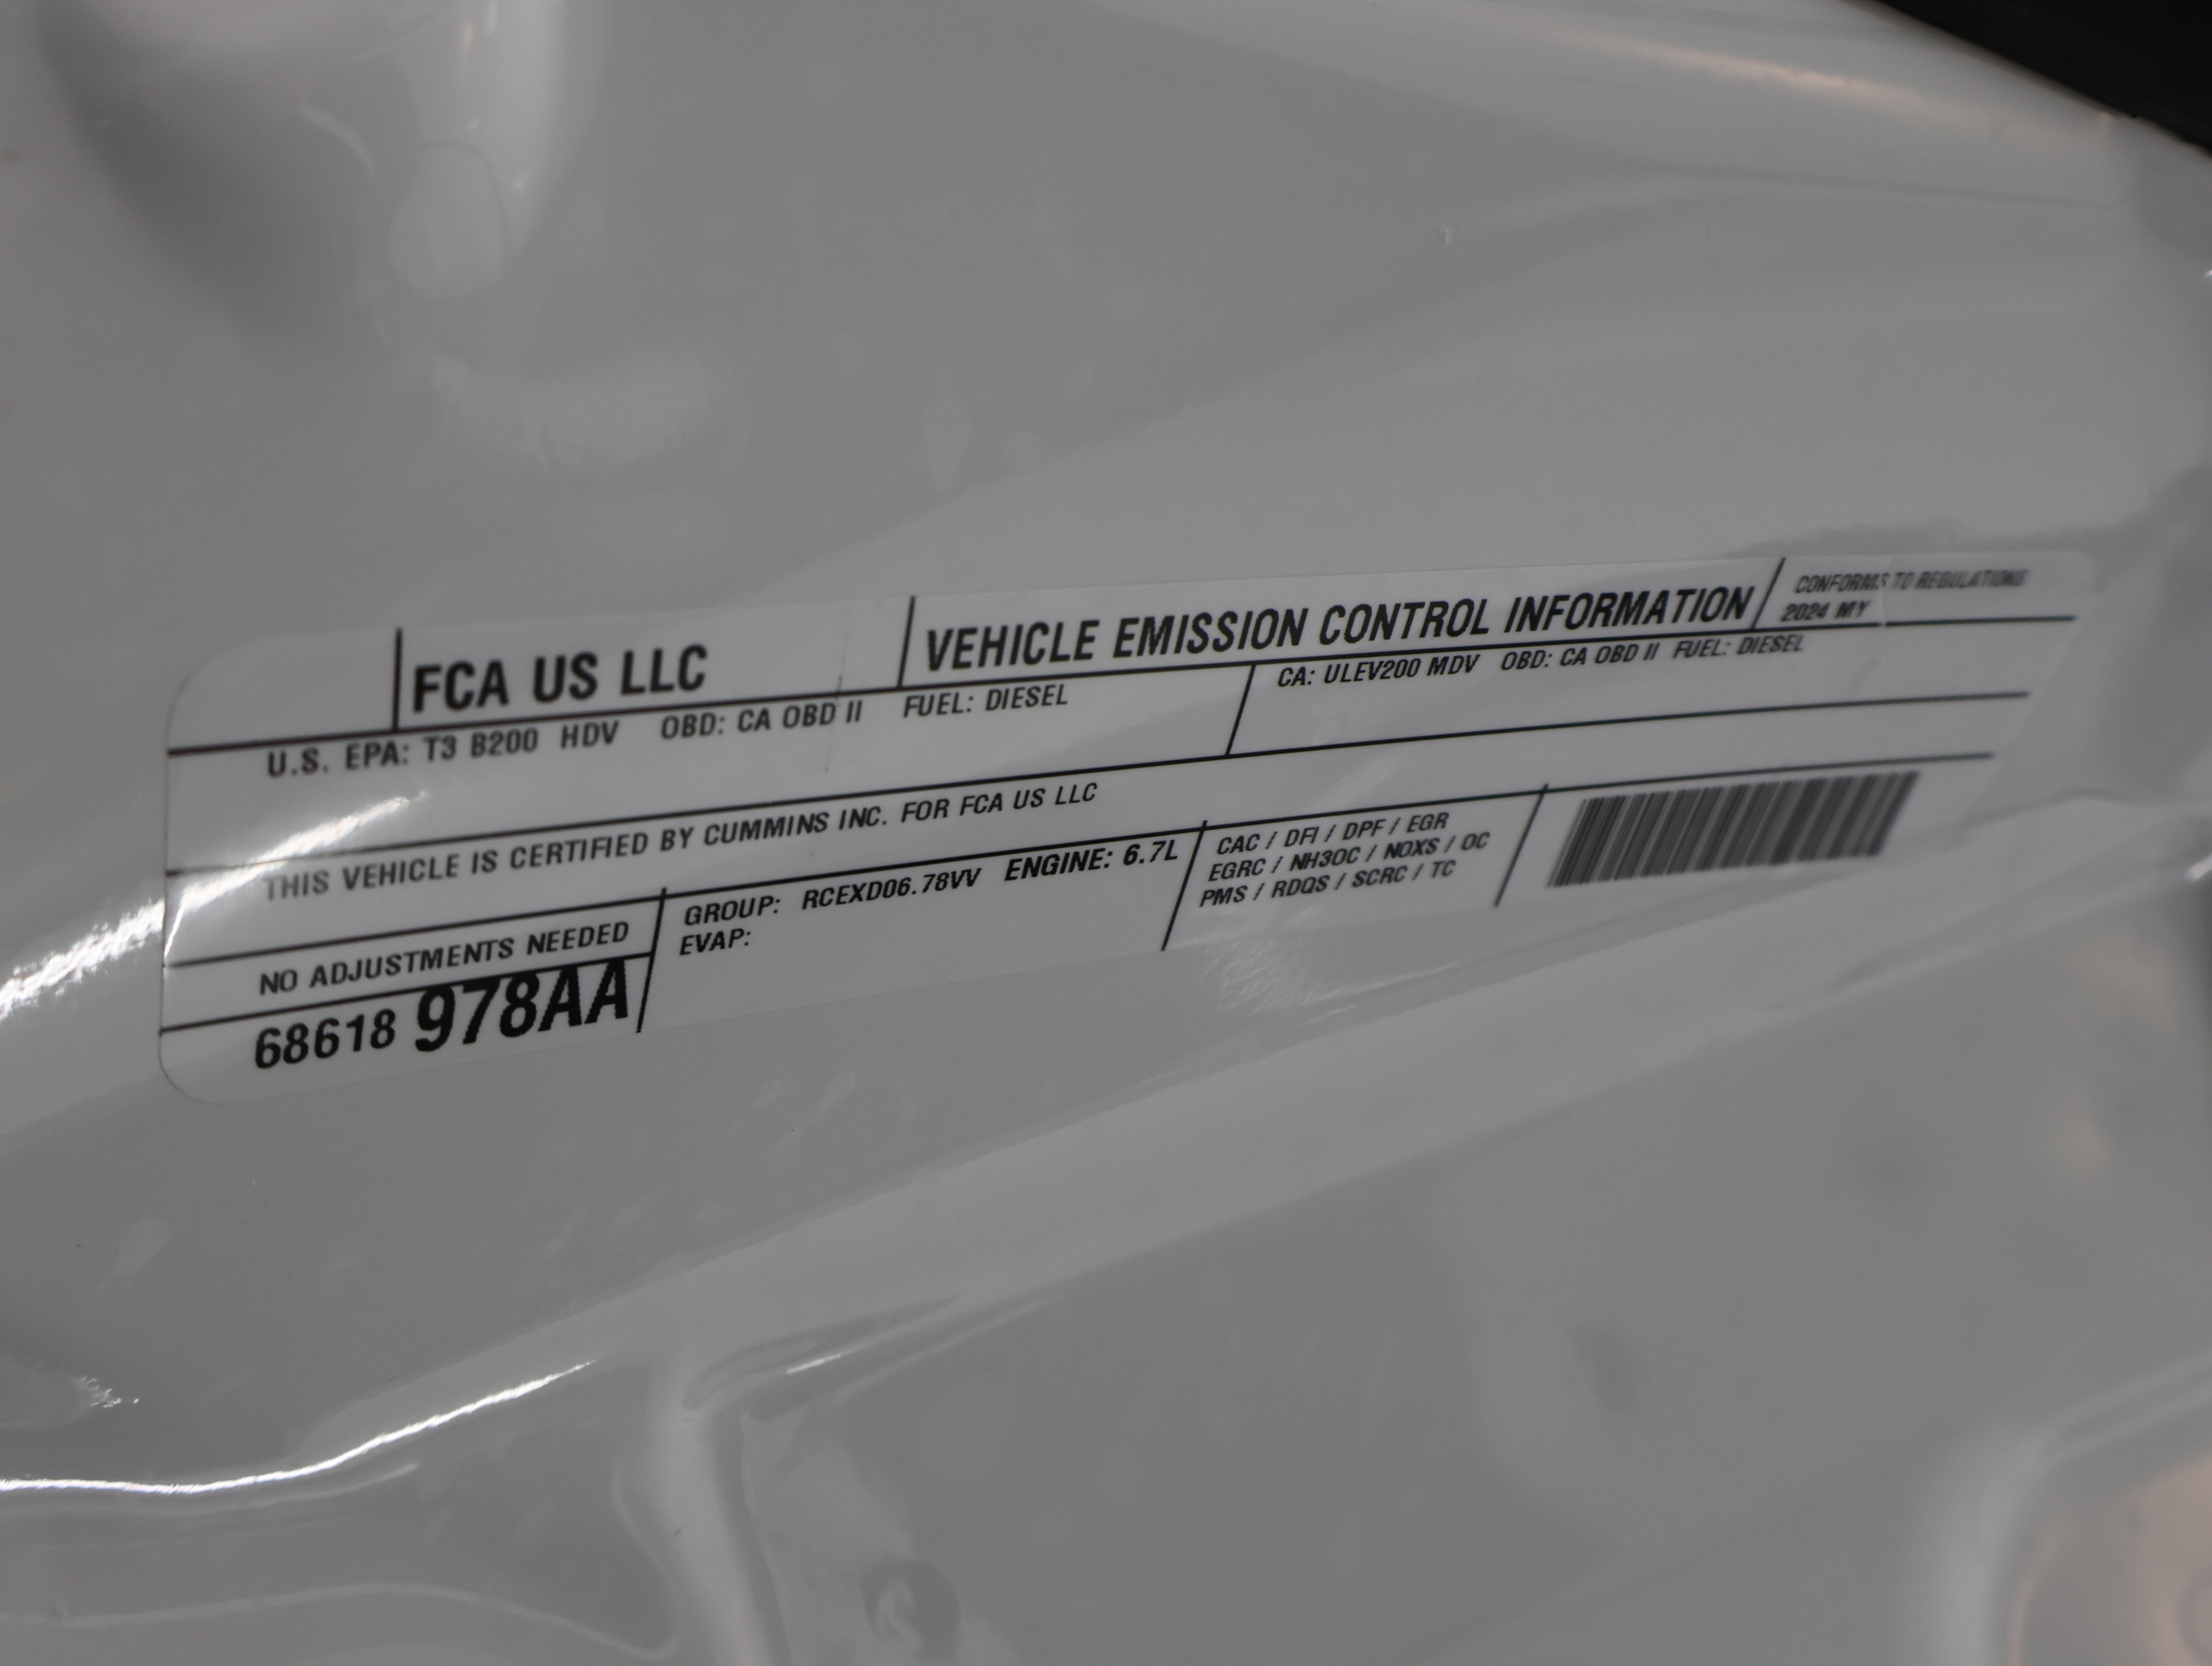 FCA US LLC
VEHICLE EMISSION CONTROL INFORMATION
CONFORMS TO REGULATIONS
2024 MY
U.S. EPA: T3 B200 HDV OBD: CA OBD II FUEL: DIESEL
CA: ULEV200 MDV OBD: CA OBD II FUEL: DIESEL
THIS VEHICLE IS CERTIFIED BY CUMMINS INC. FOR FCA US LLC
NO ADJUSTMENTS NEEDED
68618 978AA
GROUP: RCEXD06.78VV ENGINE: 6.7L
EVAP:
CAC / DFI / DPF / EGR
EGRC / NH3OC / NOXS / OC
PMS / RDQS / SCRC / TC